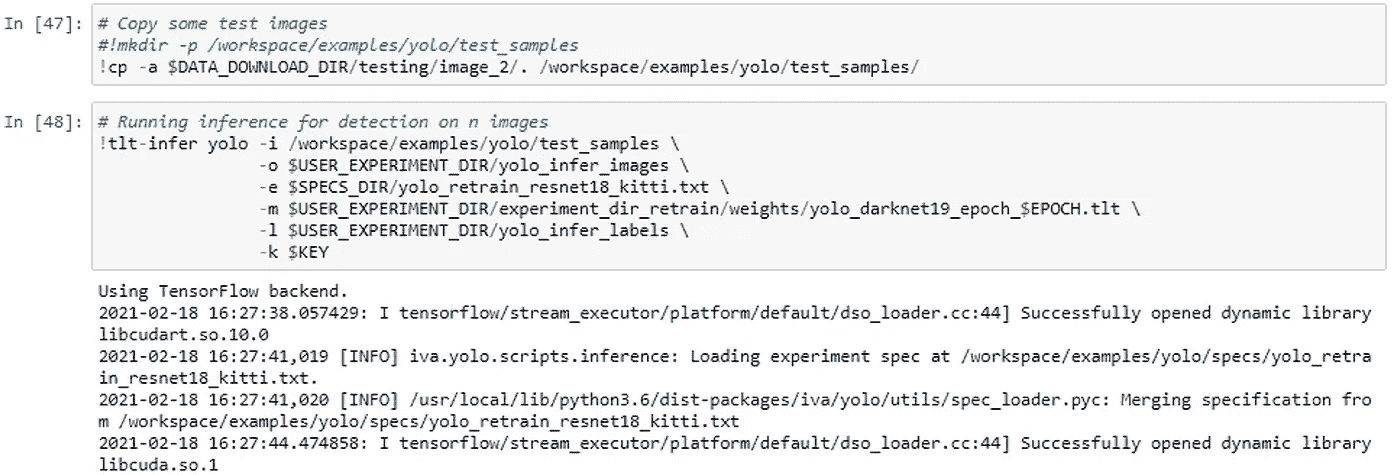 In [47]: # Copy some test images
#!mkdir -p /workspace/examples/yolo/test_samples
!cp -a $DATA_DOWNLOAD_DIR/testing/image_2/. /workspace/examples/yolo/test_samples/
In [48]: # Running inference for detection on n images
!tlt-infer yolo -i /workspace/examples/yolo/test_samples \
-o $USER_EXPERIMENT_DIR/yolo_infer_images \
-e $SPECS_DIR/yolo_retrain_resnet18_kitti.txt \
-m $USER_EXPERIMENT_DIR/experiment_dir_retrain/weights/yolo_darknet19_epoch_$EPOCH.tlt \
-l $USER_EXPERIMENT_DIR/yolo_infer_labels \
-k $KEY
Using TensorFlow backend.
2021-02-18 16:27:38.057429: I tensorflow/stream_executor/platform/default/dso_loader.cc:44] Successfully opened dynamic library
libcudart.so.10.0
2021-02-18 16:27:41,019 [INFO] iva.yolo.scripts.inference: Loading experiment spec at /workspace/examples/yolo/specs/yolo_retra
in_resnet18_kitti.txt.
2021-02-18 16:27:41,020 [INFO] /usr/local/lib/python3.6/dist-packages/iva/yolo/utils/spec_loader.pyc: Merging specification fro
m /workspace/examples/yolo/specs/yolo_retrain_resnet18_kitti.txt
2021-02-18 16:27:44.474858: I tensorflow/stream_executor/platform/default/dso_loader.cc:44] Successfully opened dynamic library
libcuda.so.1